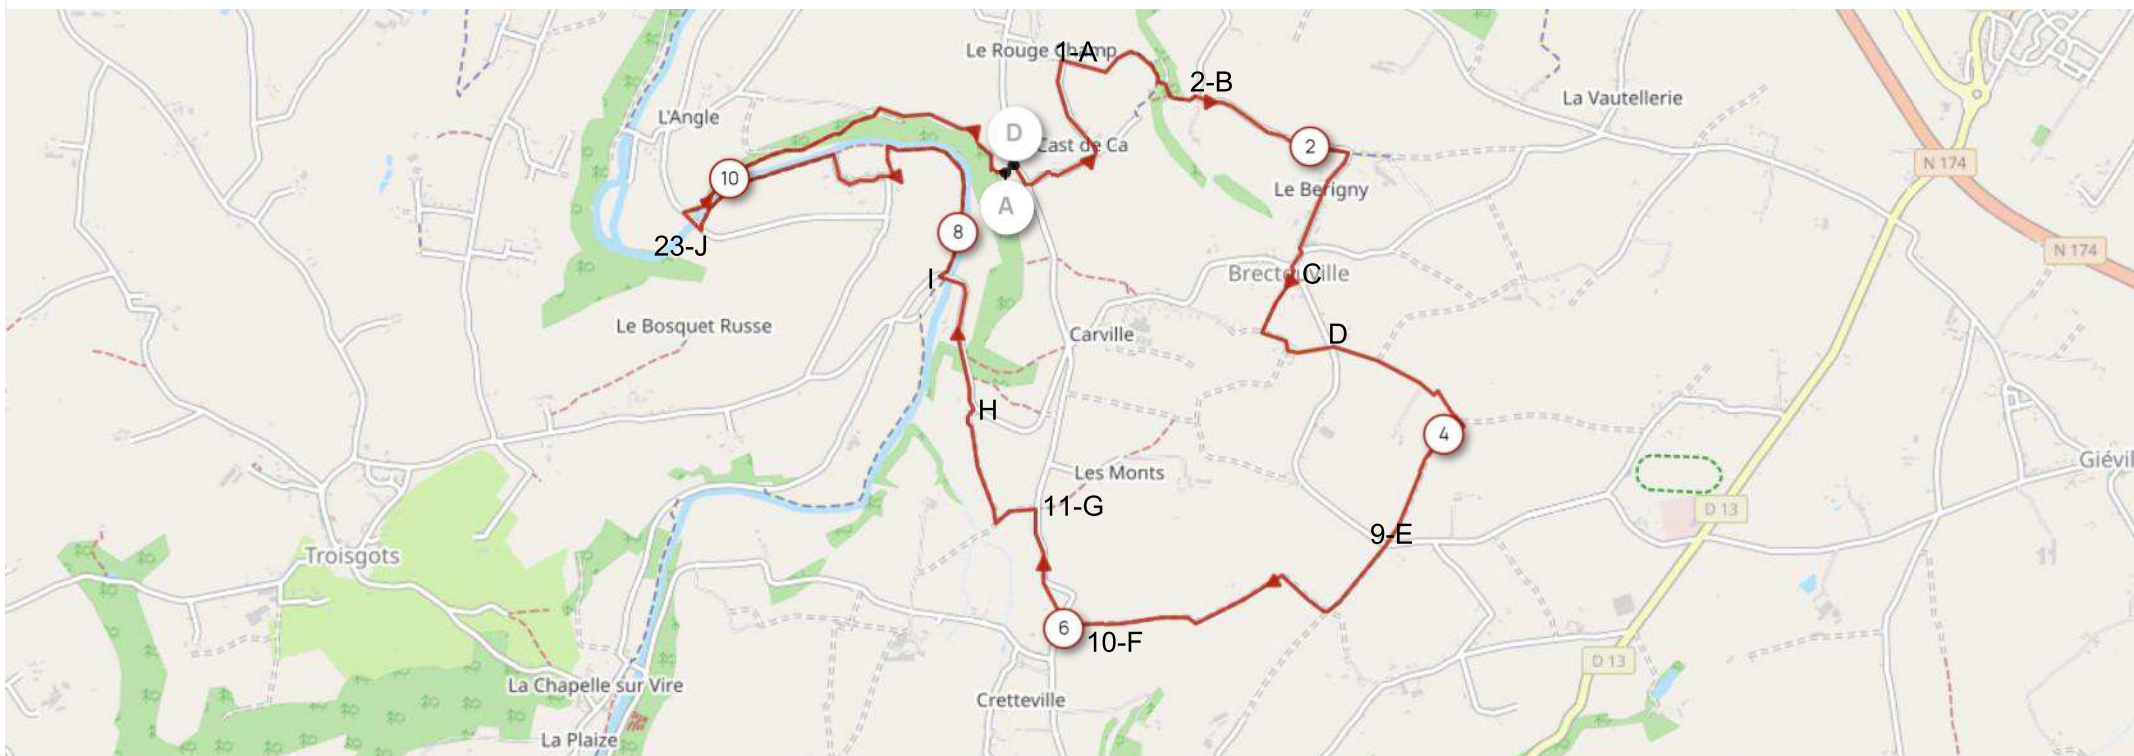 Le Rouge Champ
1-A
2-B
La Vautellerie
L'Angle
D
Cast de Ca
2
N 174
10
Le Berigny
A
8
23-J
N 174
I
Brectouville
C
Le Bosquet Russe
Carville
D
H
4
Les Monts
Giévil
11-G
D 13
9-E
Troisgots
6
10-F
D 13
La Chapelle sur Vire
Cretteville
La Plaize